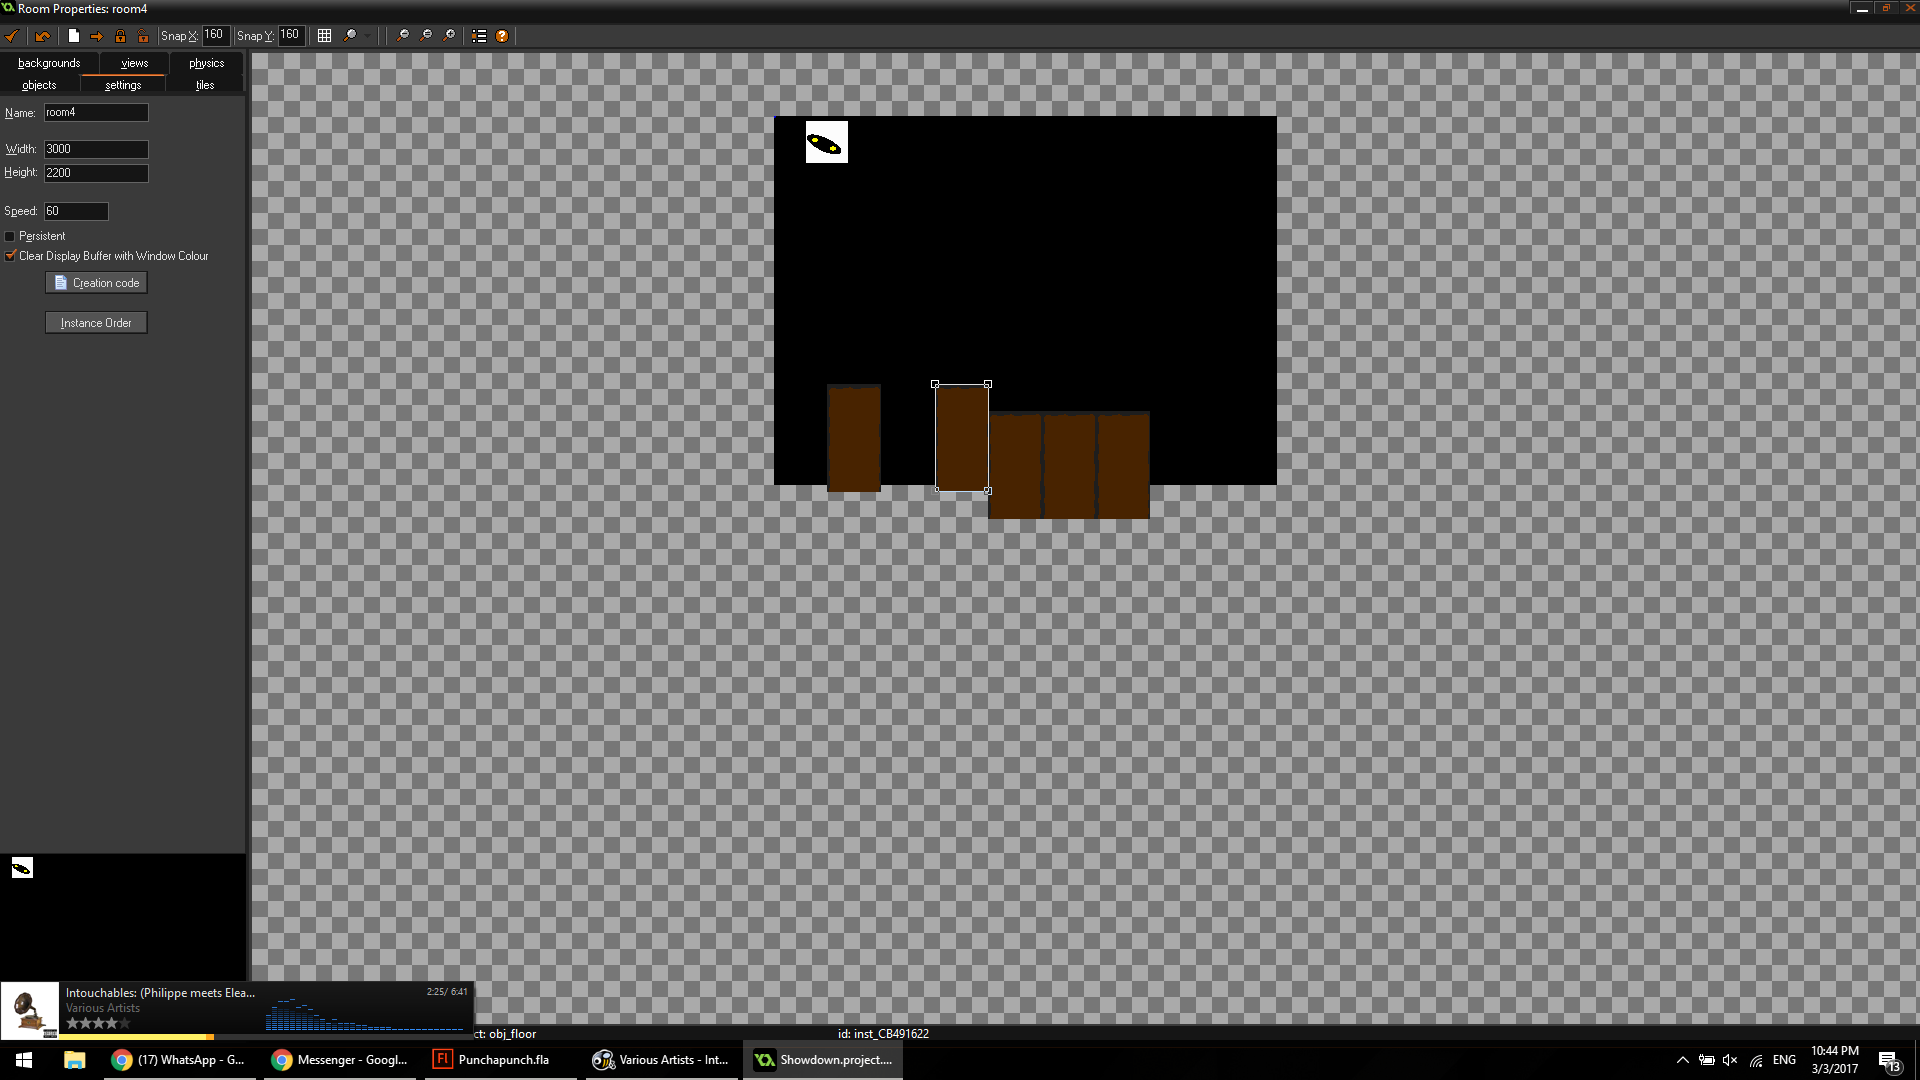 Room Properties: room4
Snap X: 160 Snap Y: 160
backgrounds views physics
objects settings tiles
Name: room4
Width: 3000
Height: 2200
Speed: 60
Persistent
Clear Display Buffer with Window Colour
Creation code
Instance Order
Intouchables: (Philippe meets Elea... 2:25/ 6:41
Various Artists
ct: obj_floor id: inst_CB491622
(17) WhatsApp - G... Messenger - Googl... Fl Punchapunch.fla Various Artists - Int... Showdown.project.... ENG 10:44 PM
3/3/2017 13